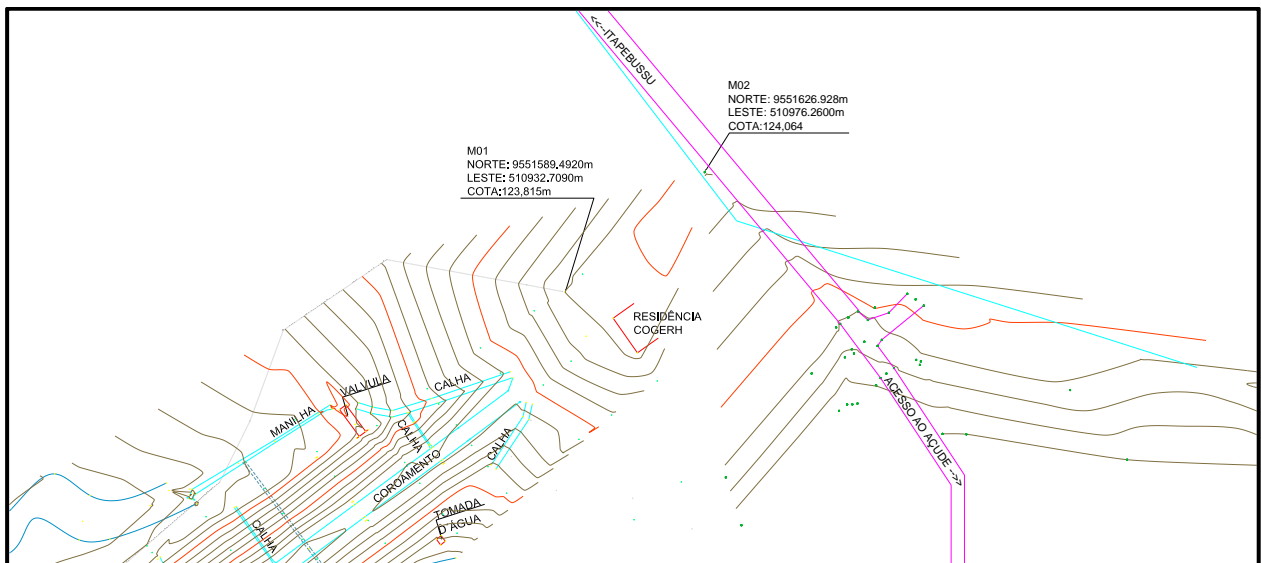 <<--ITAPEBUSSU
M02
NORTE: 9551626.928m
LESTE: 510976.2600m
COTA:124,064
M01
NORTE: 9551589.4920m
LESTE: 510932.7090m
COTA:123,815m
RESIDÊNCIA
COGERH
VALVULA
CALHA
MANILHA
CALHA
ACESSO AO AÇUDE -->>
CALHA
COROAMENTO
TOMADA
D´ÁGUA
CALHA